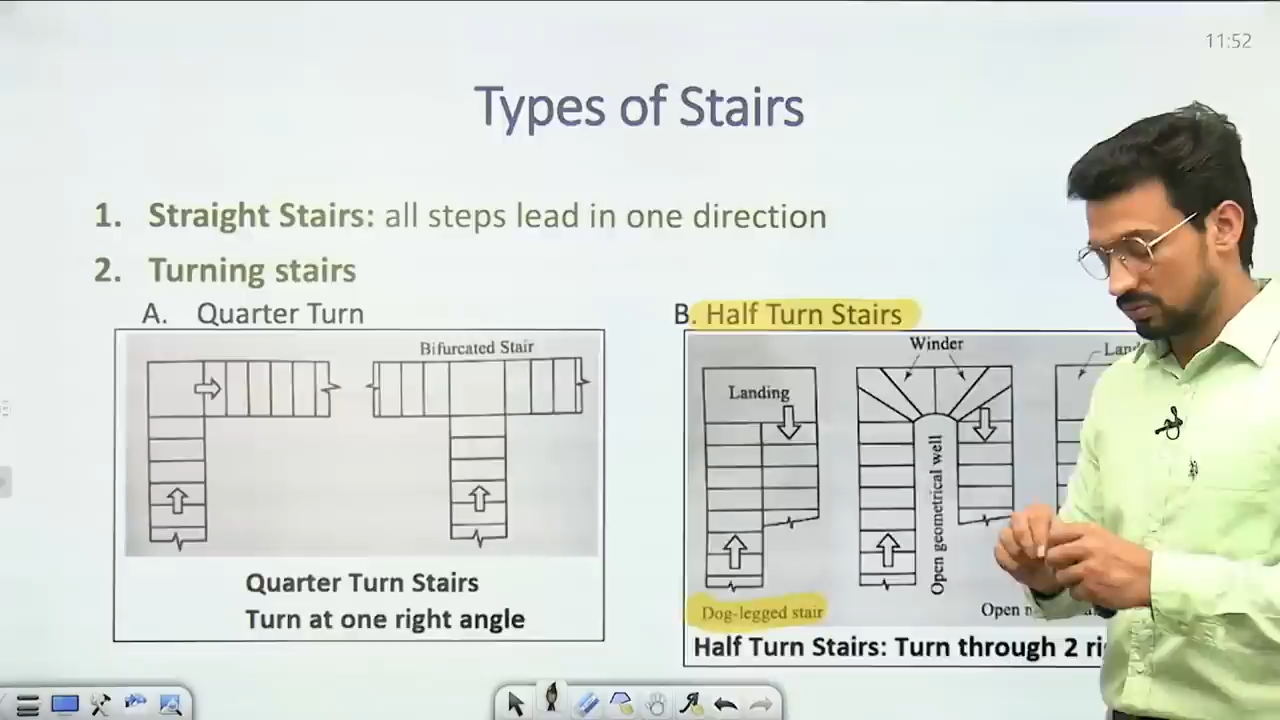 11:52
Types of Stairs
1. Straight Stairs: all steps lead in one direction
2. Turning stairs
A. Quarter Turn
Bifurcated Stair
Quarter Turn Stairs
Turn at one right angle
B. Half Turn Stairs
Winder
Landing
Open geometrical well
Dog-legged stair
Open
Half Turn Stairs: Turn through 2